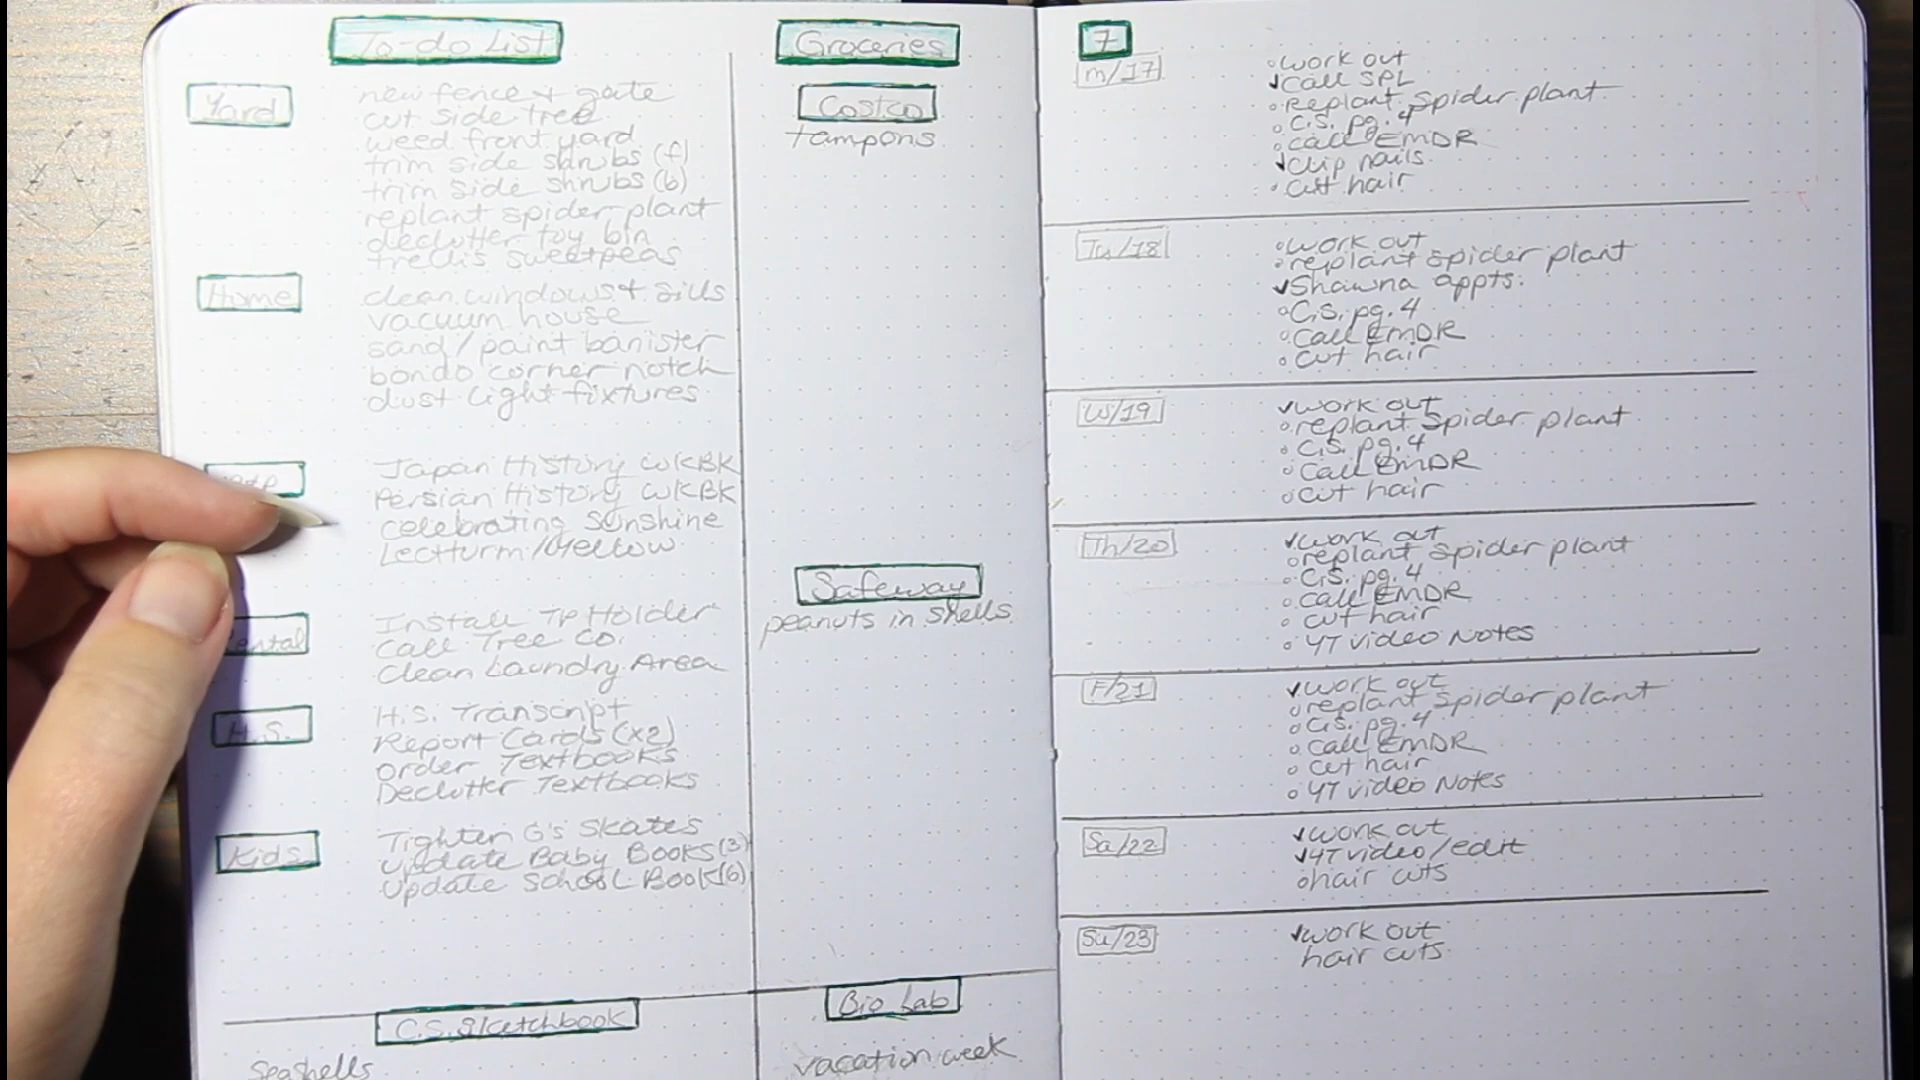 To-do List
Yard
new fence + gate
cut side tree
weed front yard
trim side shrubs (f)
trim side shrubs (b)
replant spider plant
declutter toy bin
trellis sweetpeas
Home
clean windows + sills
vacuum house
sand/paint banister
bondo corner notch
dust light fixtures
Japan History WKBK
Persian History WKBK
celebrating Sunshine
Lectturm/Yellow
ental
Install TP Holder
Call Tree Co.
Clean Laundry Area
H.S.
H.S. Transcript
Report Cards (x2)
Order Textbooks
Declutter Textbooks
Kids
Tighten G's Skates
Update Baby Books (3)
Update School Book (6)
C.S. Sketchbook
Seashells
Groceries
Costco
tampons
Safeway
peanuts in shells
Bio Lab
vacation week
7
m/17
work out
✓call SPL
replant spider plant
C.S. pg. 4
call EMDR
✓clip nails
cut hair
Tu/18
work out
replant spider plant
✓Shawna appts.
C.S. pg. 4
call EMDR
cut hair
W/19
✓work out
replant spider plant
C.S. pg. 4
call EMDR
cut hair
Th/20
✓work out
replant spider plant
C.S. pg. 4
call EMDR
cut hair
YT video Notes
F/21
✓work out
replant spider plant
C.S. pg. 4
call EMDR
cut hair
YT video Notes
Sa/22
✓work out
✓YT video/edit
hair cuts
Su/23
✓work out
hair cuts